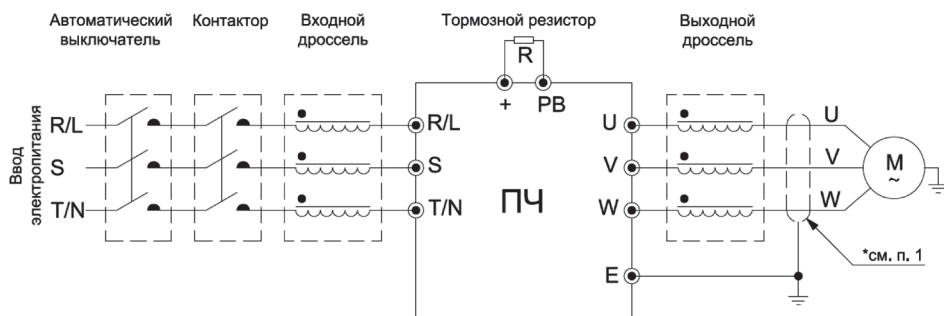 Автоматический
выключатель
Контактор
Входной
дроссель
Тормозной резистор
Выходной
дроссель
R
+
PB
Ввод
электропитания
R/L
S
T/N
R/L
S
T/N
ПЧ
U
V
W
E
U
V
W
M
~
*см. п. 1